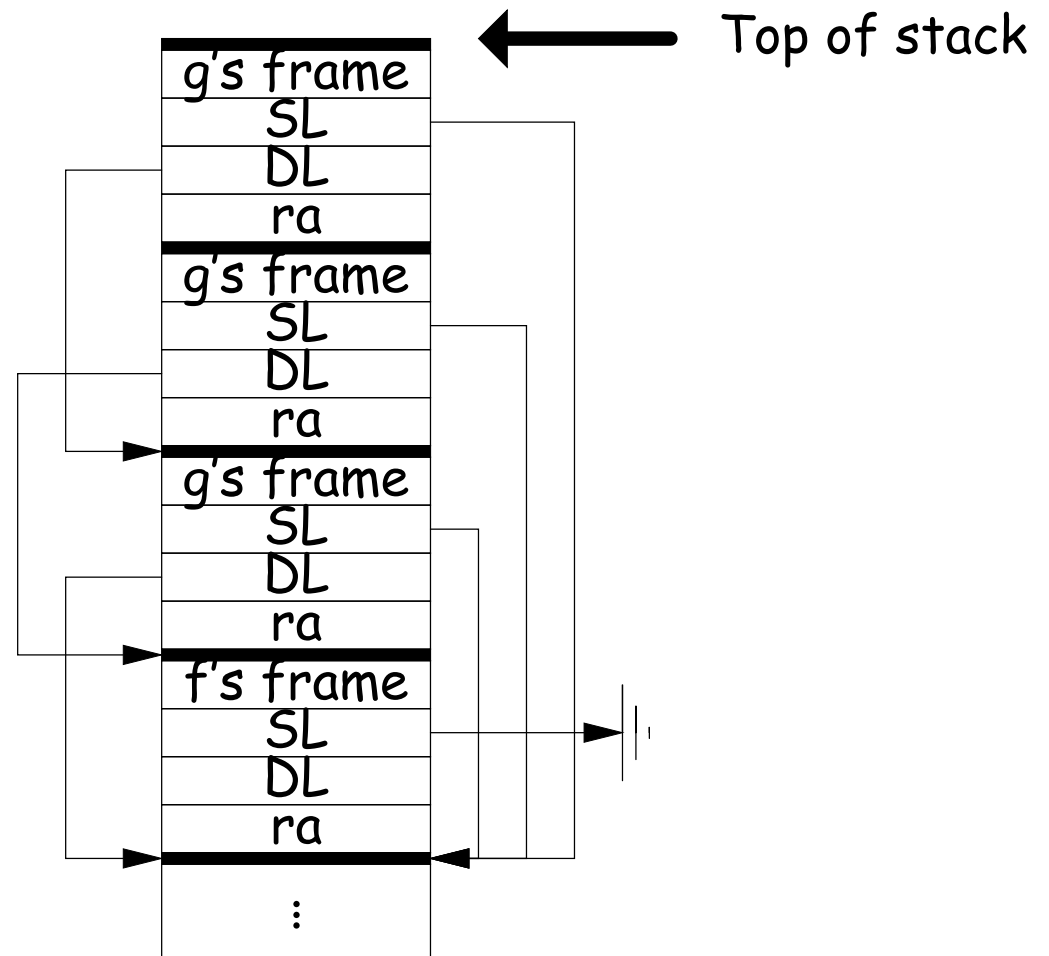 Top of stack
g's frame
SL
DL
ra
g's frame
SL
DL
ra
g's frame
SL
DL
ra
f's frame
SL
DL
ra
⋮